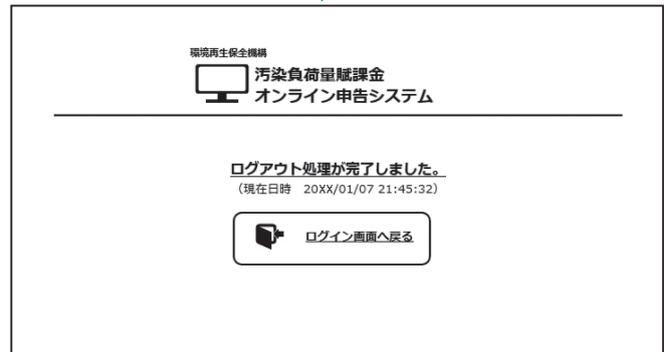 環境再生保全機構
汚染負荷量賦課金
オンライン申告システム
ログアウト処理が完了しました。
(現在日時　20XX/01/07 21:45:32)
ログイン画面へ戻る